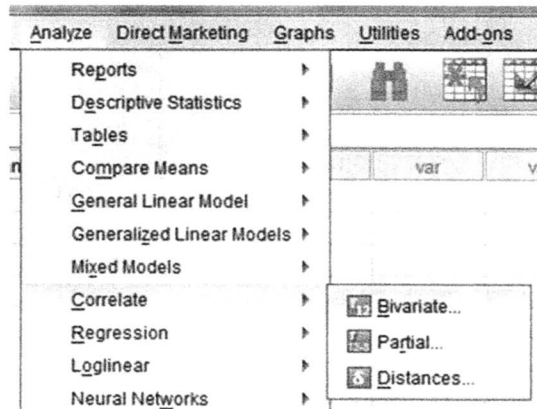 Analyze Direct Marketing Graphs Utilities Add-ons
Reports
Descriptive Statistics
Tables
Compare Means
var
General Linear Model
Generalized Linear Models
Mixed Models
Correlate
Bivariate...
Regression
Partial...
Loglinear
Distances...
Neural Networks